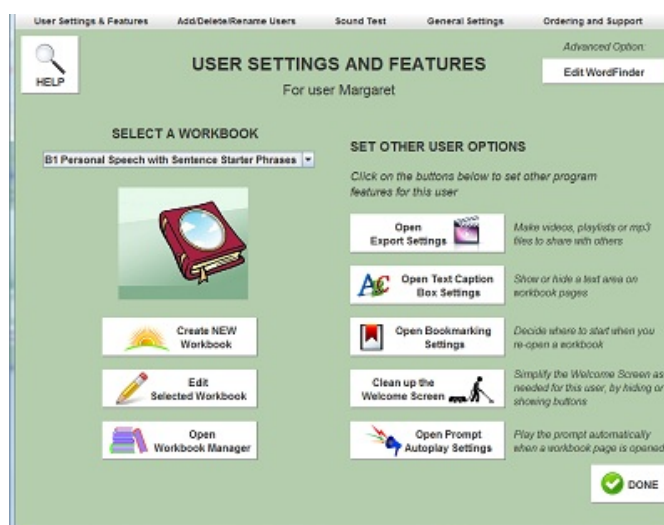 User Settings & Features Add/Delete/Rename Users Sound Test General Settings Ordering and Support
HELP
USER SETTINGS AND FEATURES
For user Margaret
Advanced Option:
Edit WordFinder
SELECT A WORKBOOK
B1 Personal Speech with Sentence Starter Phrases
Create NEW
Workbook
Edit
Selected Workbook
Open
Workbook Manager
SET OTHER USER OPTIONS
Click on the buttons below to set other program
features for this user
Open
Export Settings
Make videos, playlists or mp3
files to share with others
Open Text Caption
Box Settings
Show or hide a text area on
workbook pages
Open Bookmarking
Settings
Decide where to start when you
re-open a workbook
Clean up the
Welcome Screen
Simplify the Welcome Screen as
needed for this user, by hiding or
showing buttons
Open Prompt
Autoplay Settings
Play the prompt automatically
when a workbook page is opened
DONE